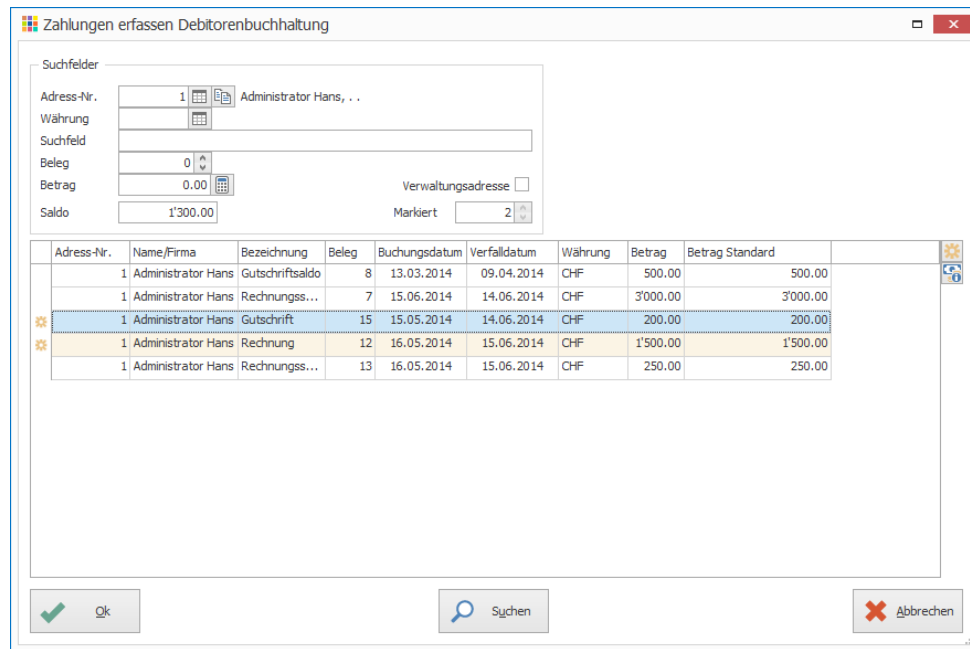 Zahlungen erfassen Debitorenbuchhaltung
Suchfelder
Adress-Nr. 1 Administrator Hans, . .
Währung
Suchfeld
Beleg 0
Betrag 0.00 Verwaltungsadresse
Saldo 1'300.00 Markiert 2
Adress-Nr. Name/Firma Bezeichnung Beleg Buchungsdatum Verfalldatum Währung Betrag Betrag Standard
1 Administrator Hans Gutschriftsaldo 8 13.03.2014 09.04.2014 CHF 500.00 500.00
1 Administrator Hans Rechnungss... 7 15.06.2014 14.06.2014 CHF 3'000.00 3'000.00
1 Administrator Hans Gutschrift 15 15.05.2014 14.06.2014 CHF 200.00 200.00
1 Administrator Hans Rechnung 12 16.05.2014 15.06.2014 CHF 1'500.00 1'500.00
1 Administrator Hans Rechnungss... 13 16.05.2014 15.06.2014 CHF 250.00 250.00
Ok Suchen Abbrechen